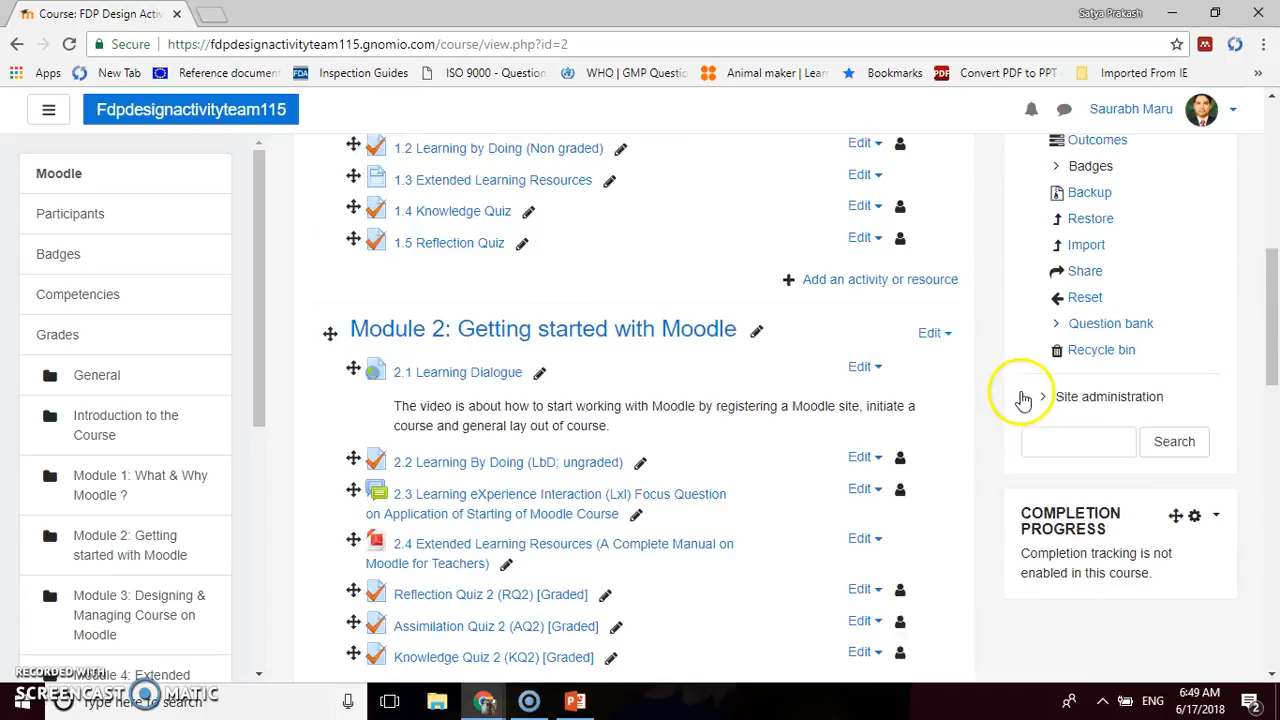 Course: FDP Design Activ
Satya Prakash
Secure
https://fdpdesignactivityteam115.gnomio.com/course/view.php?id=2
Apps
New Tab
Reference documen
FDA
Inspection Guides
ISO 9000 - Question
WHO | GMP Questio
Animal maker | Lear
Bookmarks
PDF
Convert PDF to PPT
Imported From IE
Fdpdesignactivityteam115
Saurabh Maru
Moodle
Participants
Badges
Competencies
Grades
General
Introduction to the
Course
Module 1: What & Why
Moodle ?
Module 2: Getting
started with Moodle
Module 3: Designing &
Managing Course on
Moodle
Module 4: Extended
1.2 Learning by Doing (Non graded)
Edit
1.3 Extended Learning Resources
Edit
1.4 Knowledge Quiz
Edit
1.5 Reflection Quiz
Edit
Add an activity or resource
Module 2: Getting started with Moodle
Edit
2.1 Learning Dialogue
Edit
The video is about how to start working with Moodle by registering a Moodle site, initiate a
course and general lay out of course.
2.2 Learning By Doing (LbD; ungraded)
Edit
2.3 Learning eXperience Interaction (LxI) Focus Question
on Application of Starting of Moodle Course
Edit
2.4 Extended Learning Resources (A Complete Manual on
Moodle for Teachers)
Edit
Reflection Quiz 2 (RQ2) [Graded]
Edit
Assimilation Quiz 2 (AQ2) [Graded]
Edit
Knowledge Quiz 2 (KQ2) [Graded]
Edit
Outcomes
Badges
Backup
Restore
Import
Share
Reset
Question bank
Recycle bin
Site administration
Search
COMPLETION
PROGRESS
Completion tracking is not
enabled in this course.
RECORDED WITH
SCREENCAST MATIC
Type here to search
ENG
6:49 AM
6/17/2018
2